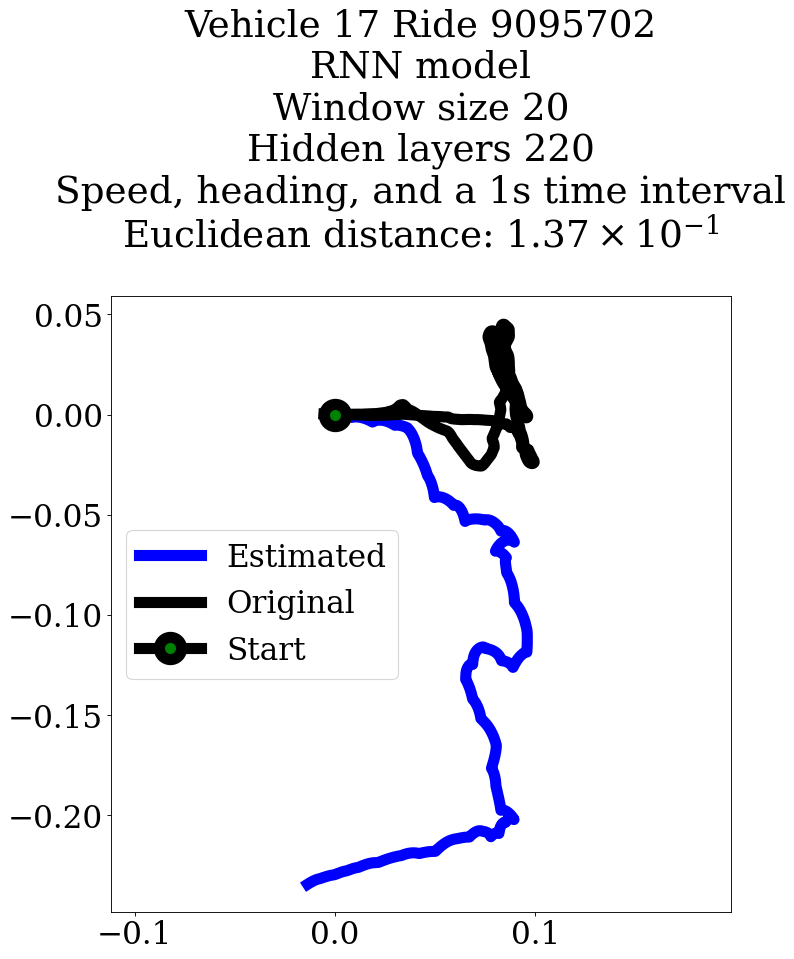 Vehicle 17 Ride 9095702
RNN model
Window size 20
Hidden layers 220
Speed, heading, and a 1s time interval
Euclidean distance: 1.37 × 10⁻¹
0.05
0.00
−0.05
−0.10
−0.15
−0.20
Estimated
Original
Start
−0.1
0.0
0.1